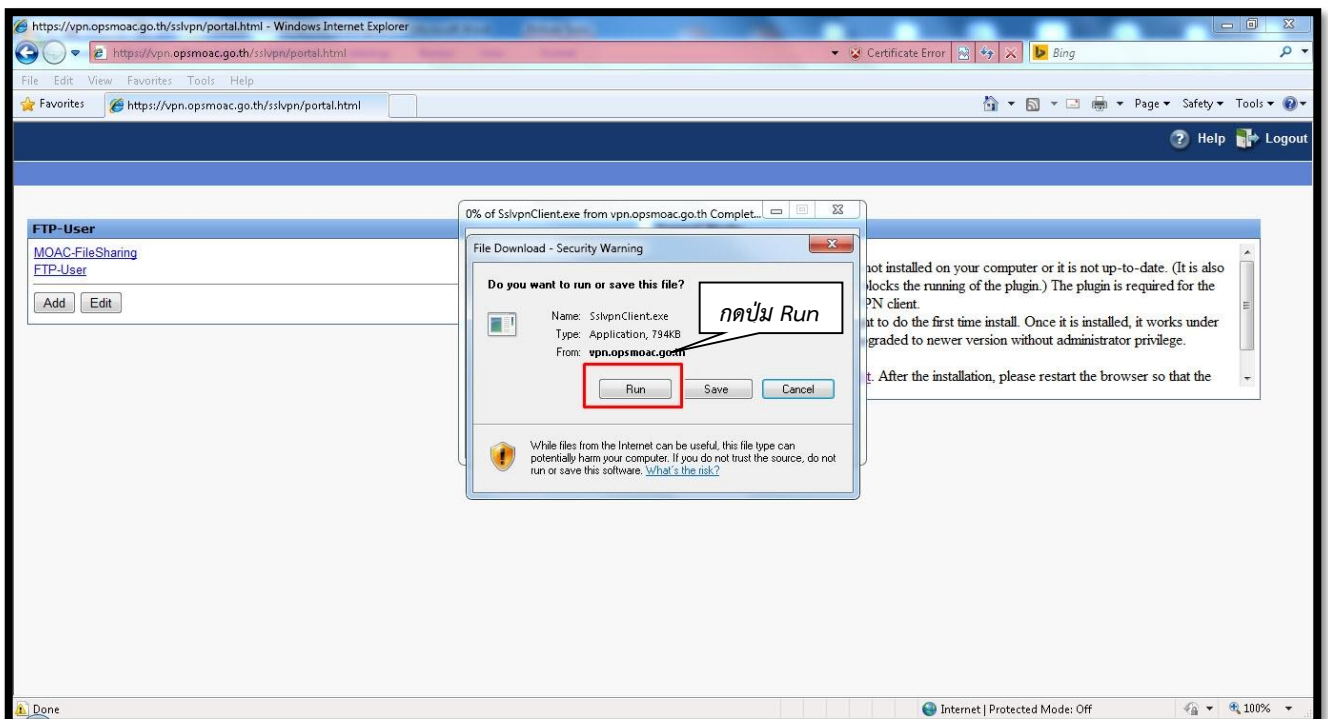 https://vpn.opsmoac.go.th/sslvpn/portal.html - Windows Internet Explorer
https://vpn.opsmoac.go.th/sslvpn/portal.html
Certificate Error
Bing
File Edit View Favorites Tools Help
Favorites
https://vpn.opsmoac.go.th/sslvpn/portal.html
Page Safety Tools
Help Logout
FTP-User
MOAC-FileSharing
FTP-User
Add Edit
0% of SslvpnClient.exe from vpn.opsmoac.go.th Complet...
File Download - Security Warning
Do you want to run or save this file?
Name: SslvpnClient.exe
Type: Application, 794KB
From: vpn.opsmoac.go.th
กดปุ่ม Run
Run Save Cancel
While files from the Internet can be useful, this file type can
potentially harm your computer. If you do not trust the source, do not
run or save this software. What's the risk?
not installed on your computer or it is not up-to-date. (It is also
locks the running of the plugin.) The plugin is required for the
PN client.
nt to do the first time install. Once it is installed, it works under
graded to newer version without administrator privilege.
t. After the installation, please restart the browser so that the
Done
Internet | Protected Mode: Off
100%